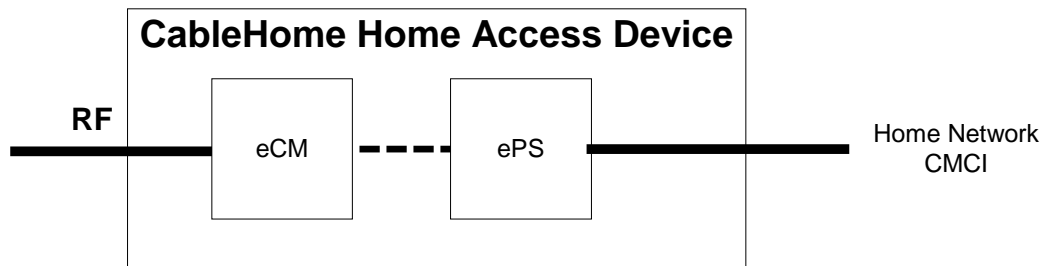 CableHome Home Access Device
RF
eCM
ePS
Home Network
CMCI